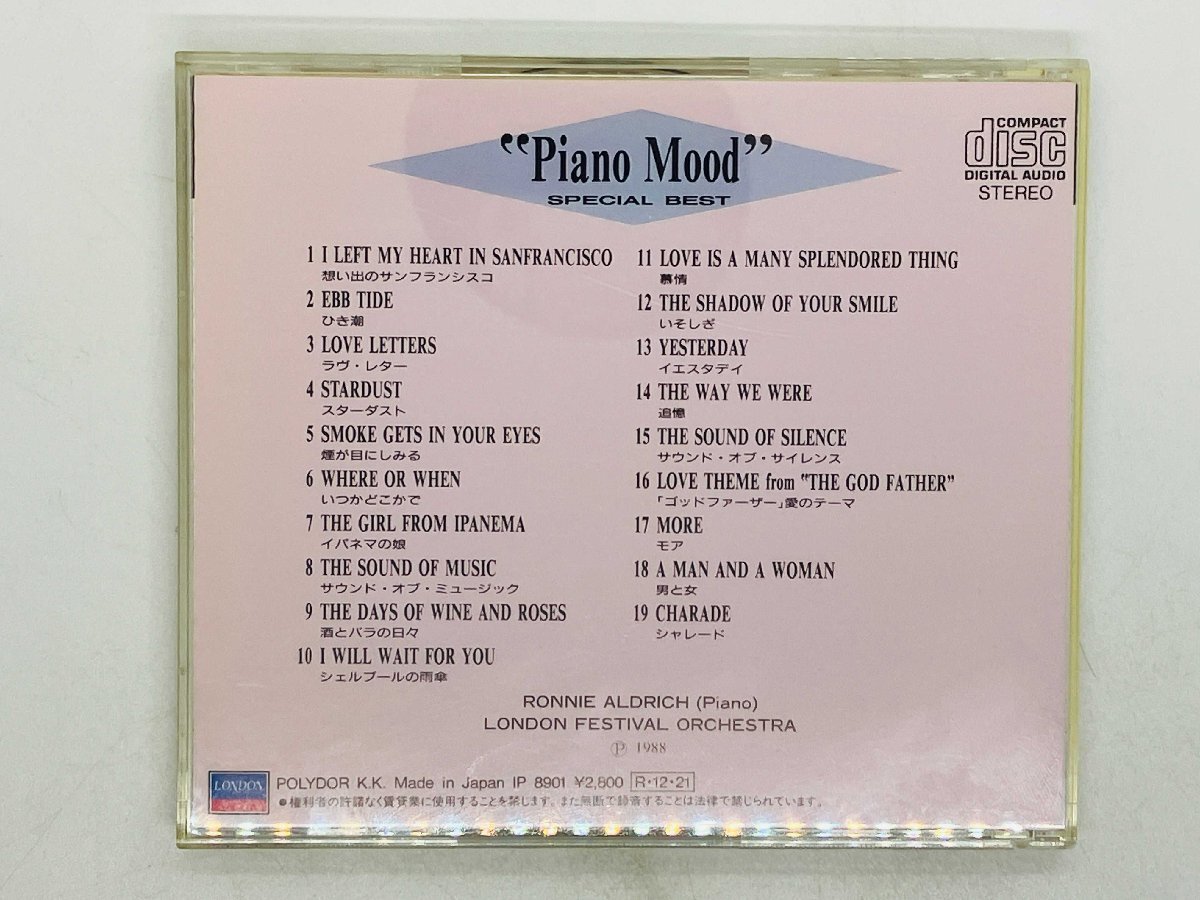 “Piano Mood”
SPECIAL BEST
COMPACT
disc
DIGITAL AUDIO
STEREO
1 I LEFT MY HEART IN SANFRANCISCO
想い出のサンフランシスコ
2 EBB TIDE
ひき潮
3 LOVE LETTERS
ラヴ・レター
4 STARDUST
スターダスト
5 SMOKE GETS IN YOUR EYES
煙が目にしみる
6 WHERE OR WHEN
いつかどこかで
7 THE GIRL FROM IPANEMA
イパネマの娘
8 THE SOUND OF MUSIC
サウンド・オブ・ミュージック
9 THE DAYS OF WINE AND ROSES
酒とバラの日々
10 I WILL WAIT FOR YOU
シェルブールの雨傘
11 LOVE IS A MANY SPLENDORED THING
慕情
12 THE SHADOW OF YOUR SMILE
いそしぎ
13 YESTERDAY
イエスタデイ
14 THE WAY WE WERE
追憶
15 THE SOUND OF SILENCE
サウンド・オブ・サイレンス
16 LOVE THEME from “THE GOD FATHER”
「ゴッドファーザー」愛のテーマ
17 MORE
モア
18 A MAN AND A WOMAN
男と女
19 CHARADE
シャレード
RONNIE ALDRICH (Piano)
LONDON FESTIVAL ORCHESTRA
Ⓟ 1988
LONDON
POLYDOR K.K. Made in Japan IP 8901 ¥2,800 R・12・21
●権利者の許諾なく賃貸業に使用することを禁じます。また無断で録音することは法律で禁じられています。